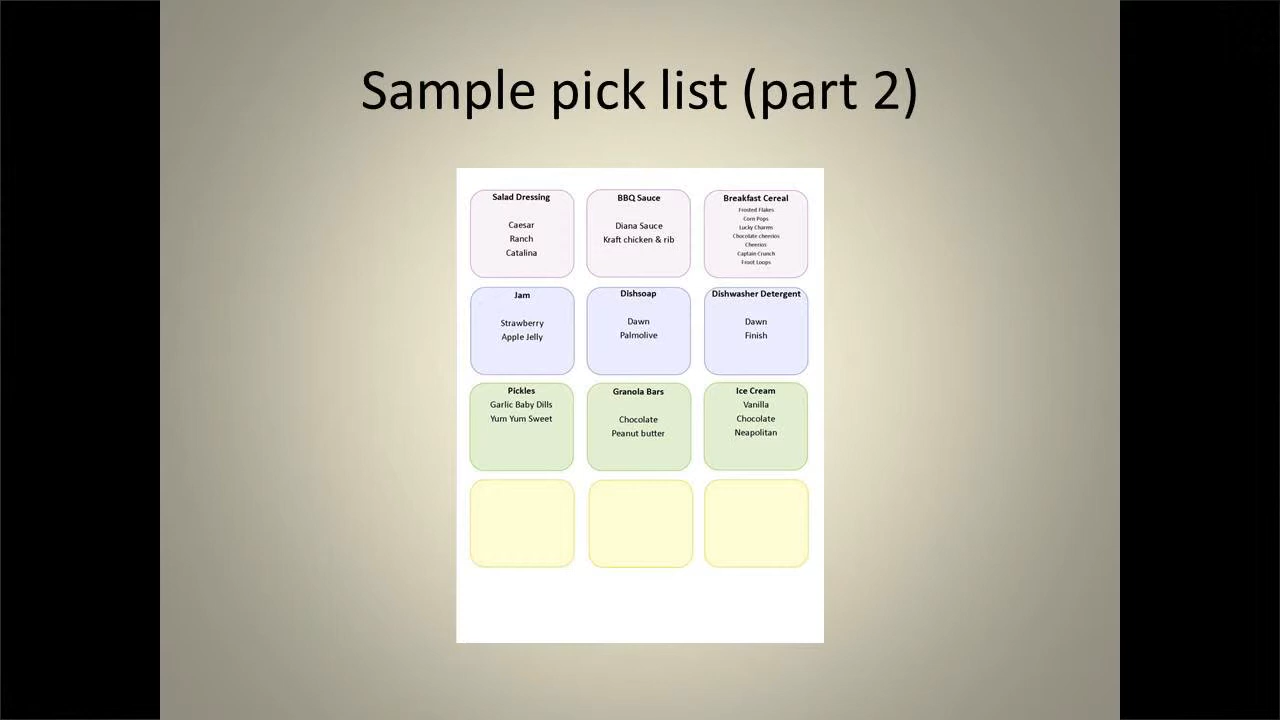 Sample pick list (part 2)
Salad Dressing
Caesar
Ranch
Catalina
BBQ Sauce
Diana Sauce
Kraft chicken & rib
Breakfast Cereal
Frosted Flakes
Corn Pops
Lucky Charms
Chocolate cheerios
Cheerios
Captain Crunch
Froot Loops
Jam
Strawberry
Apple Jelly
Dishsoap
Dawn
Palmolive
Dishwasher Detergent
Dawn
Finish
Pickles
Garlic Baby Dills
Yum Yum Sweet
Granola Bars
Chocolate
Peanut butter
Ice Cream
Vanilla
Chocolate
Neapolitan